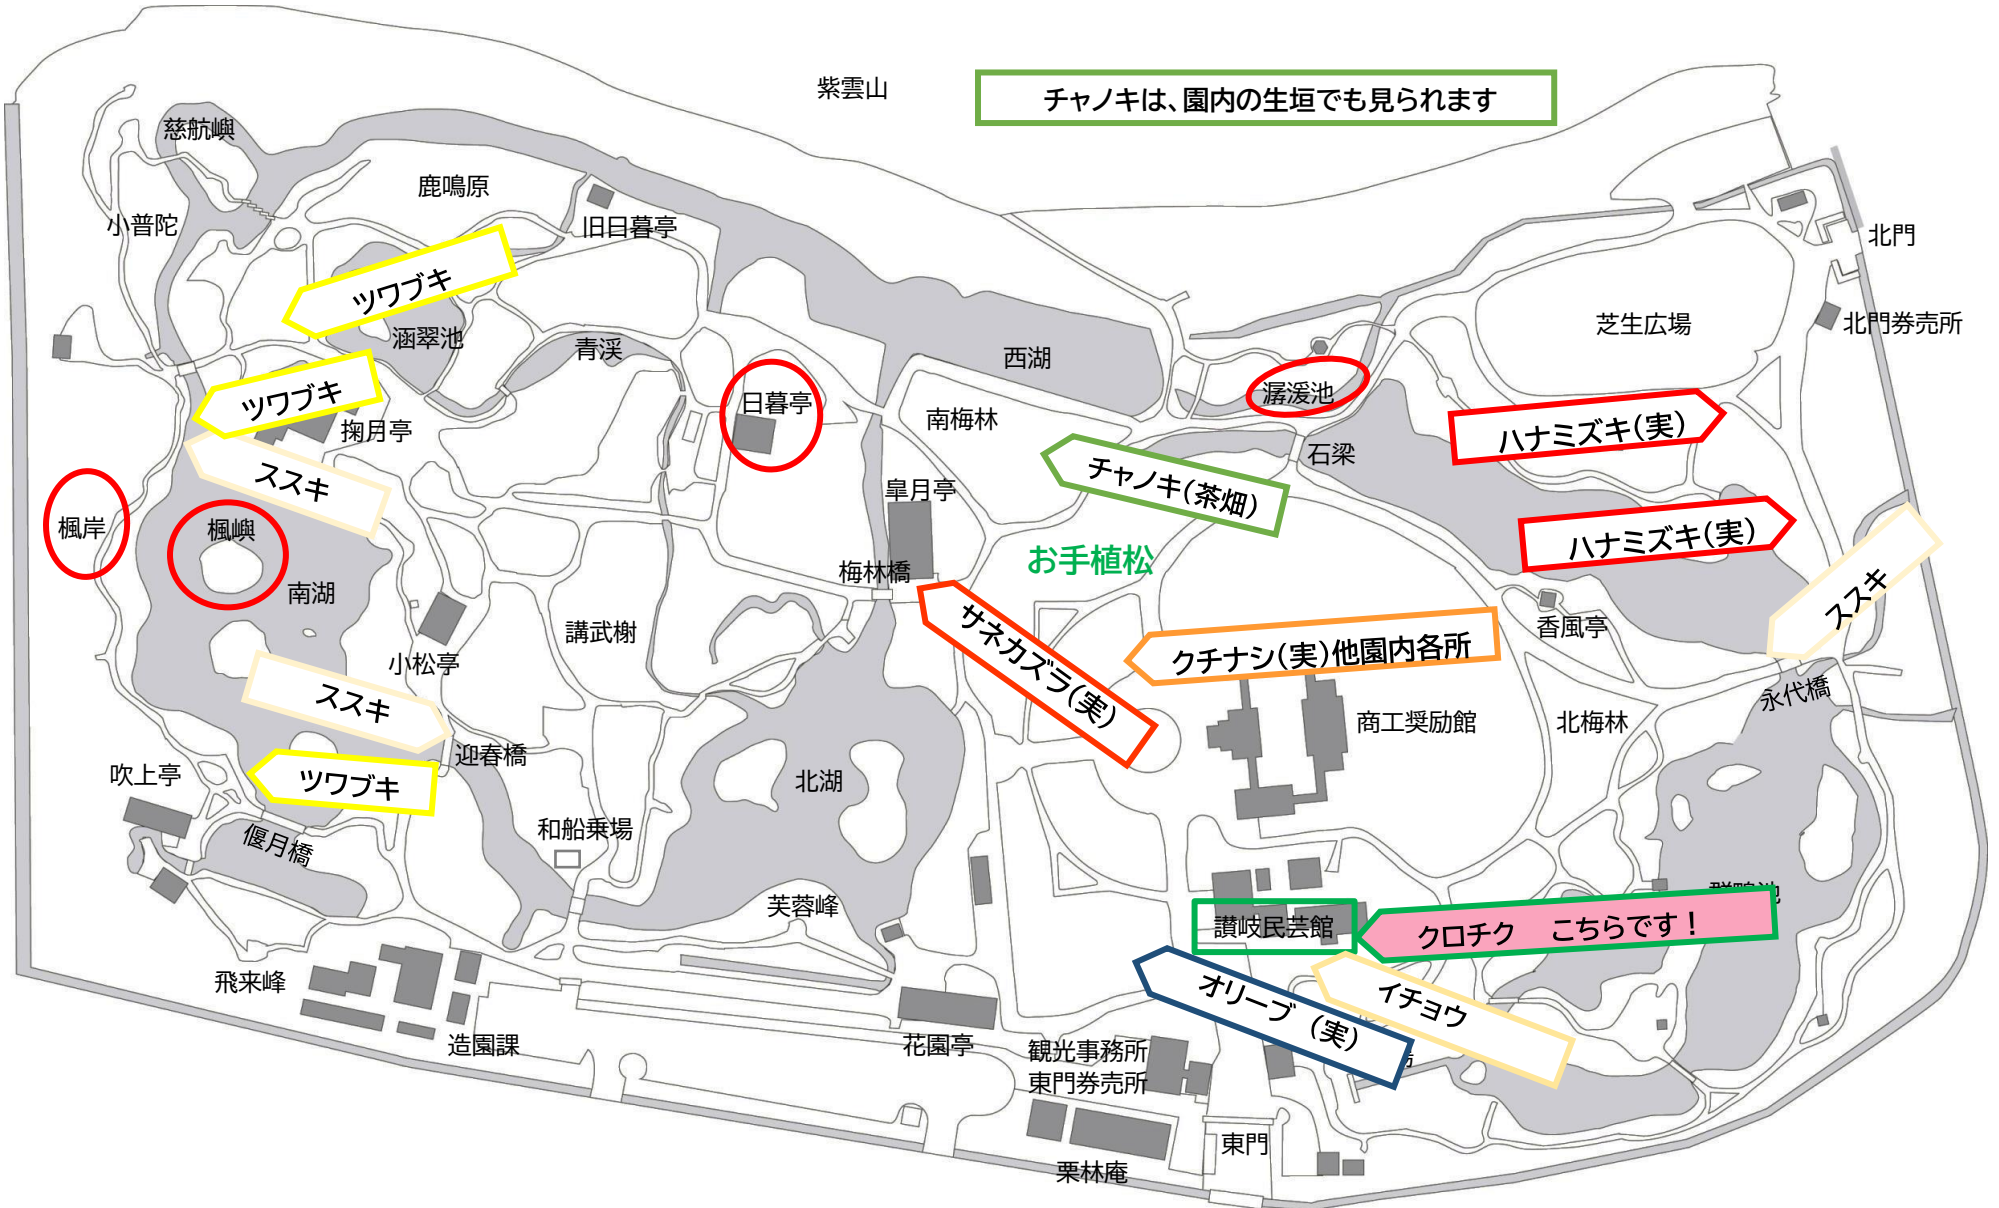 紫雲山
チャノキは、園内の生垣でも見られます
慈航嶼
鹿鳴原
小普陀
旧日暮亭
北門
ツワブキ
涵翠池
青渓
西湖
芝生広場
北門券売所
ツワブキ
掬月亭
日暮亭
南梅林
潺湲池
ハナミズキ（実）
石梁
ススキ
チャノキ（茶畑）
皐月亭
楓岸
楓嶼
お手植松
ハナミズキ（実）
梅林橋
南湖
ススキ
サネカズラ（実）
香風亭
講武榭
小松亭
クチナシ（実）他園内各所
ススキ
永代橋
商工奨励館
北梅林
迎春橋
吹上亭
ツワブキ
北湖
和船乗場
偃月橋
芙蓉峰
讃岐民芸館
クロチク　こちらです！
飛来峰
オリーブ（実）
イチョウ
造園課
花園亭
観光事務所
東門券売所
東門
栗林庵